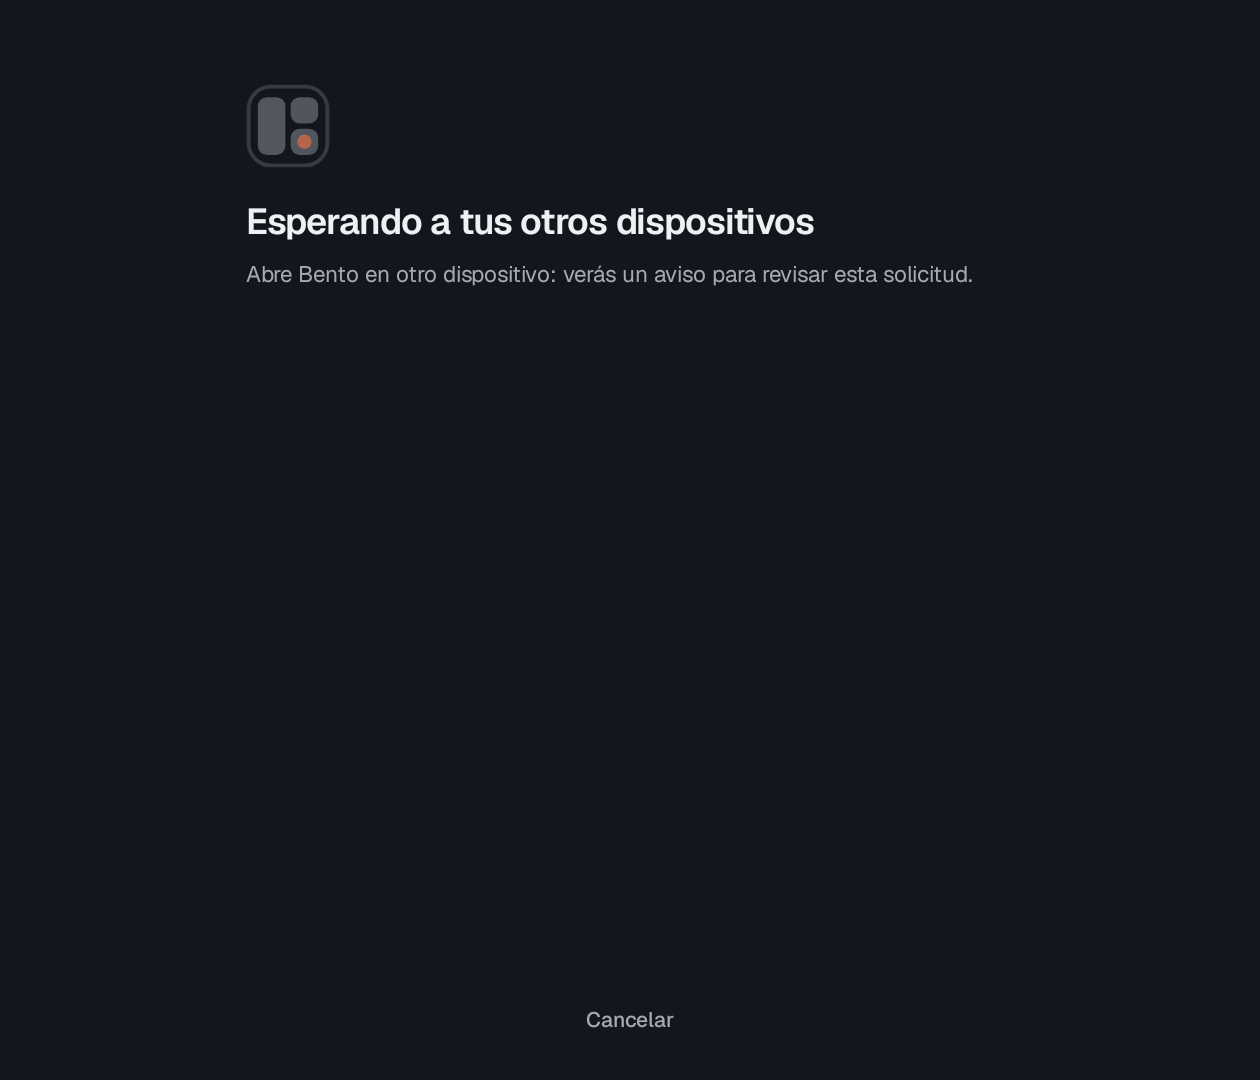 Esperando a tus otros dispositivos
Abre Bento en otro dispositivo: verás un aviso para revisar esta solicitud.
Cancelar